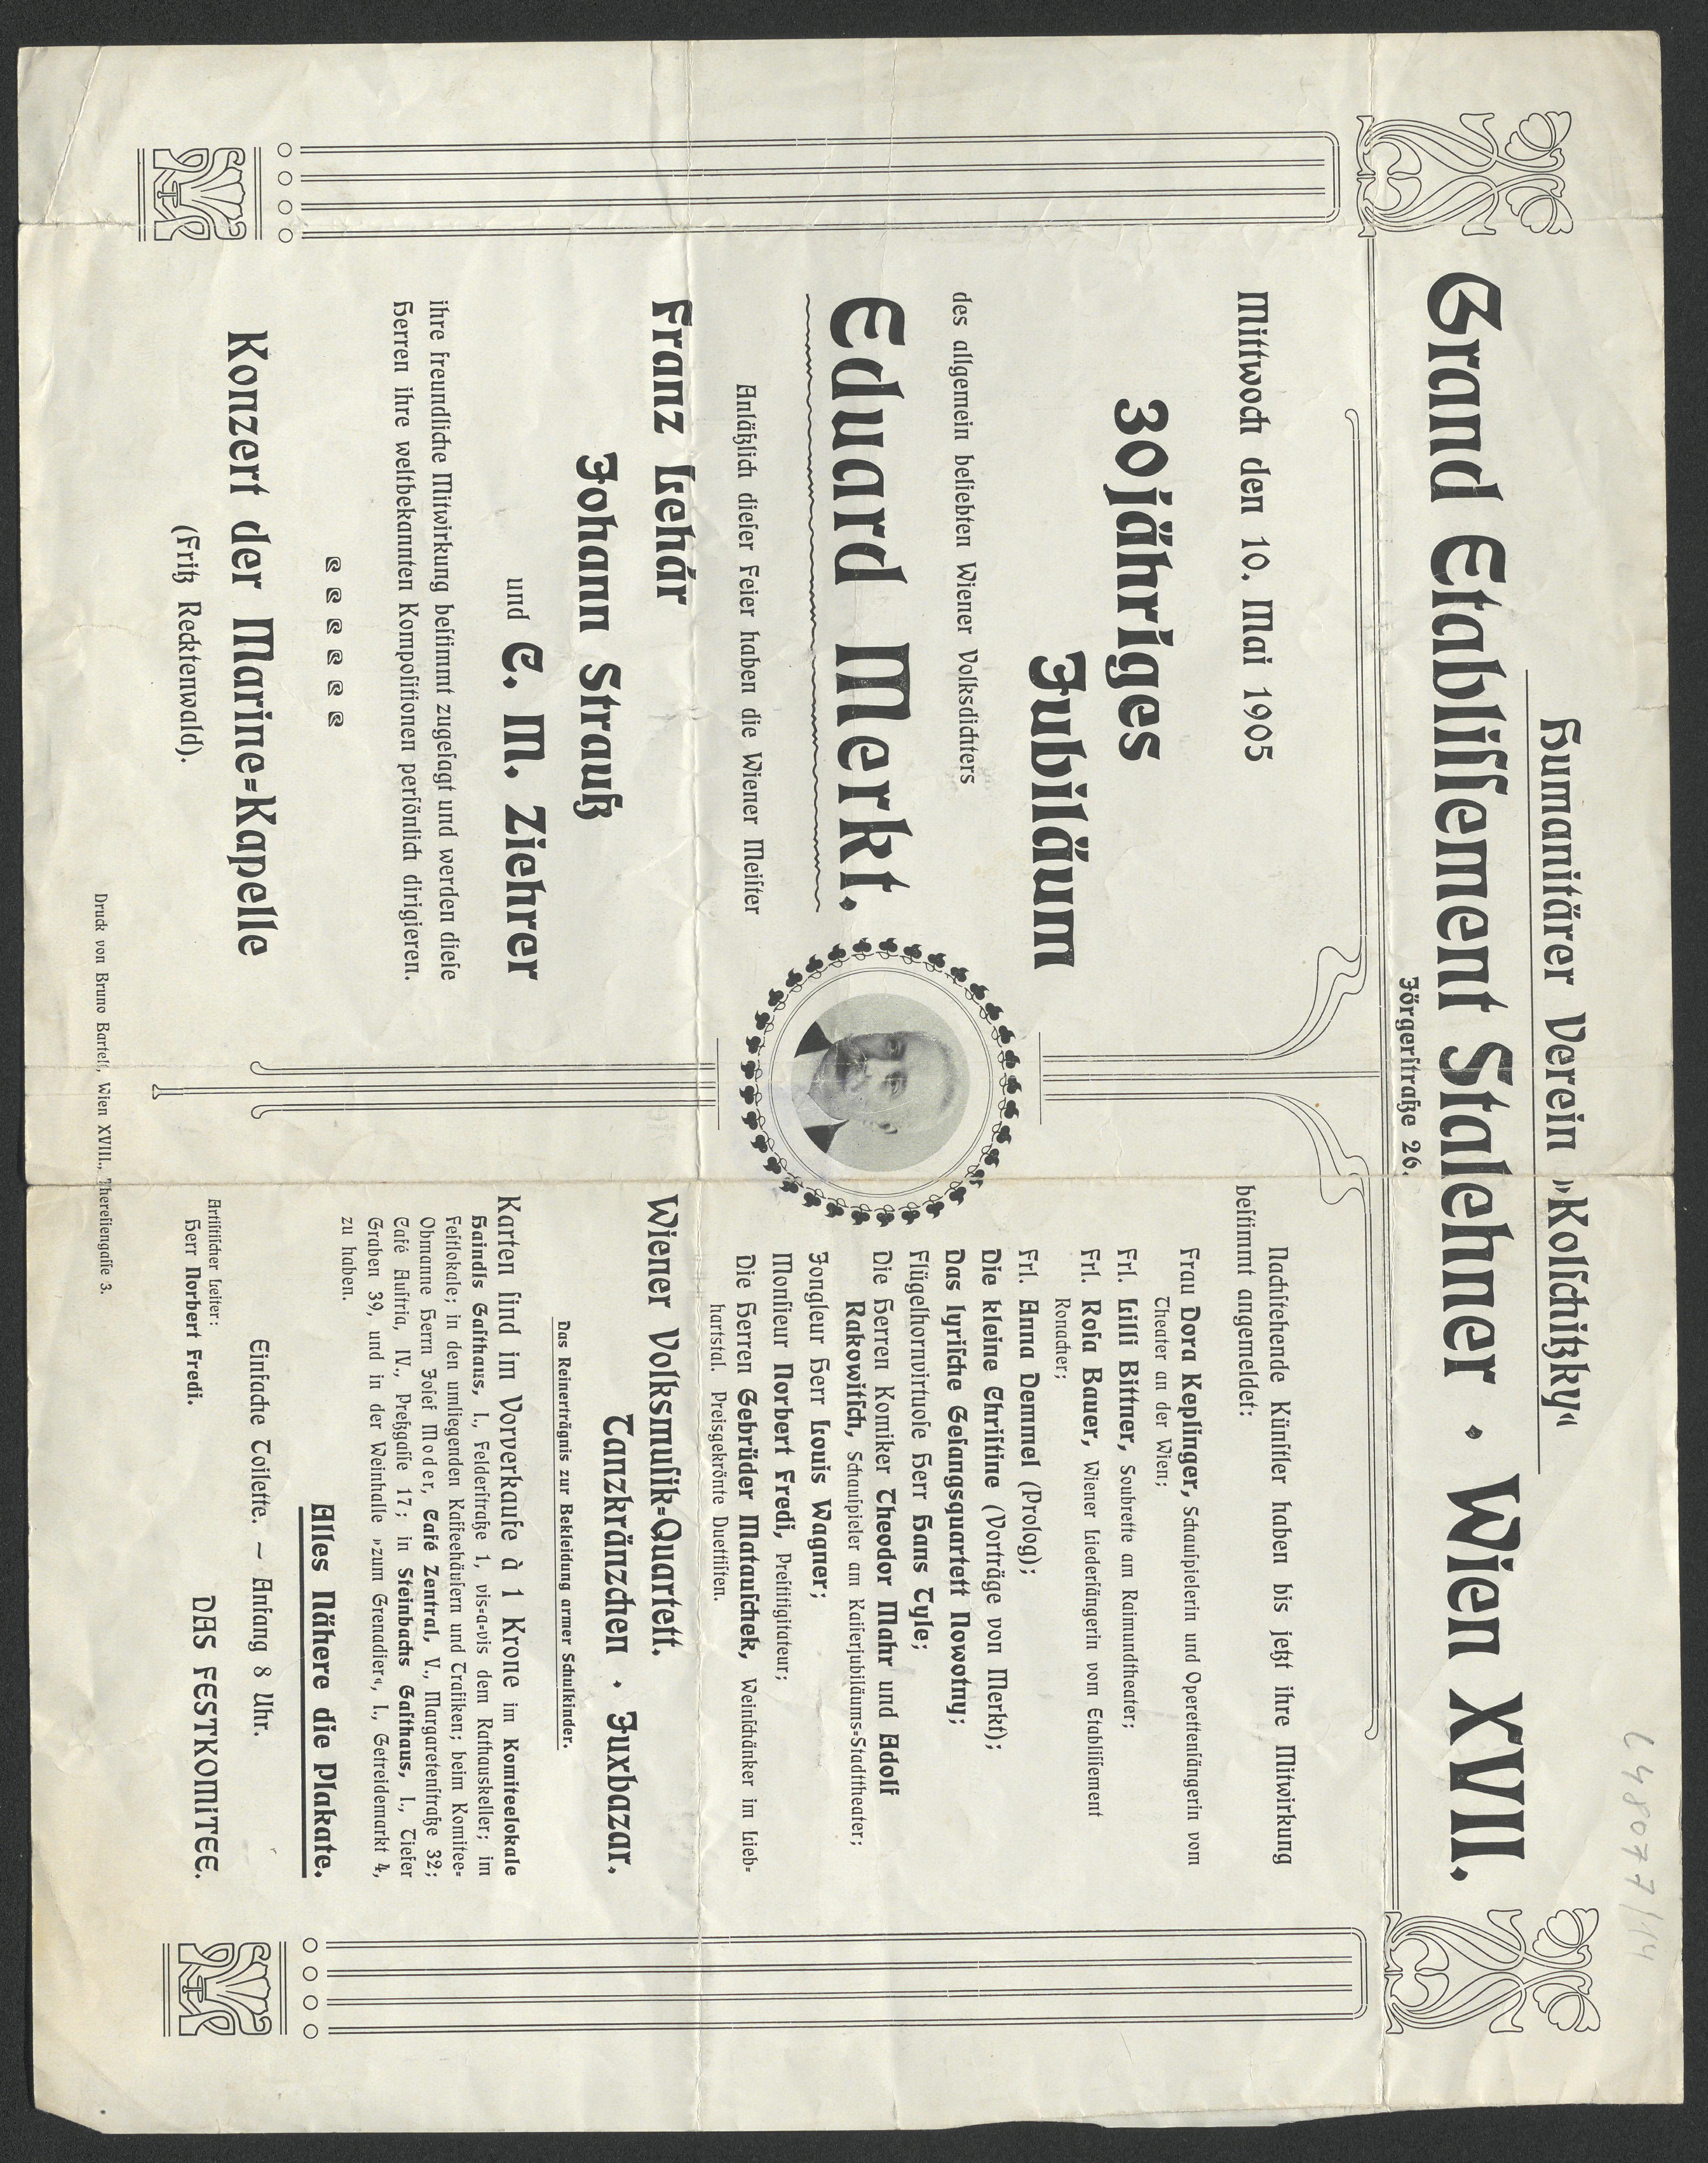 L 148077/114
Humanitärer Verein »Kolschitzky«
Grand Etablissement Stalehner • Wien XVII.
Jörgerstraße 26.
Mittwoch den 10. Mai 1905
30jähriges
Jubiläum
des allgemein beliebten Wiener Volksdichters
Eduard Merkt.
Anläßlich dieser Feier haben die Wiener Meister
Franz Lehár
Johann Strauß
und C. M. Ziehrer
ihre freundliche Mitwirkung bestimmt zugesagt und werden diese
Herren ihre weltbekannten Kompositionen persönlich dirigieren.
Konzert der Marine-Kapelle
(Fritz Recktenwald).
Nachstehende Künstler haben bis jetzt ihre Mitwirkung
bestimmt angemeldet:
Frau Dora Keplinger, Schauspielerin und Operettensängerin vom
Theater an der Wien;
Frl. Lilli Bittner, Soubrette am Raimundtheater;
Frl. Rosa Bauer, Wiener Liedersängerin vom Etablissement
Ronacher;
Frl. Anna Demmel (Prolog);
Die kleine Christine (Vorträge von Merkt);
Das lyrische Gesangsquartett Nowotny;
Flügelhornvirtuose Herr Hans Tyle;
Die Herren Komiker Theodor Mahr und Adolf
Rakowitsch, Schauspieler am Kaiserjubiläums-Stadttheater;
Jongleur Herr Louis Wagner;
Monsieur Norbert Fredi, Prestitigitateur;
Die Herren Gebrüder Matauschek, Weinschänker im Lieb-
hartstal. Preisgekrönte Duettisten.
Wiener Volksmusik-Quartett.
Tanzkränzchen • Juxbazar.
Das Reinerträgnis zur Bekleidung armer Schulkinder.
Karten sind im Vorverkaufe à 1 Krone im Komiteelokale
Haindls Gasthaus, I., Felderstraße 1, vis-a-vis dem Rathauskeller; im
Festlokale; in den umliegenden Kaffeehäusern und Trafiken; beim Komitee-
Obmanne Herrn Josef Moder, Café Zentral, V., Margaretenstraße 32;
Café Austria, IV., Preßgasse 17; in Steinbachs Gasthaus, I., Tiefer
Graben 39, und in der Weinhalle »zum Grenadier«, I., Getreidemarkt 4,
zu haben.
Alles Nähere die Plakate.
Einfache Toilette. ~ Anfang 8 Uhr.
Artistischer Leiter:
Herr Norbert Fredi.
DAS FESTKOMITEE.
Druck von Bruno Bartelt, Wien XVIII., Theresiengasse 3.